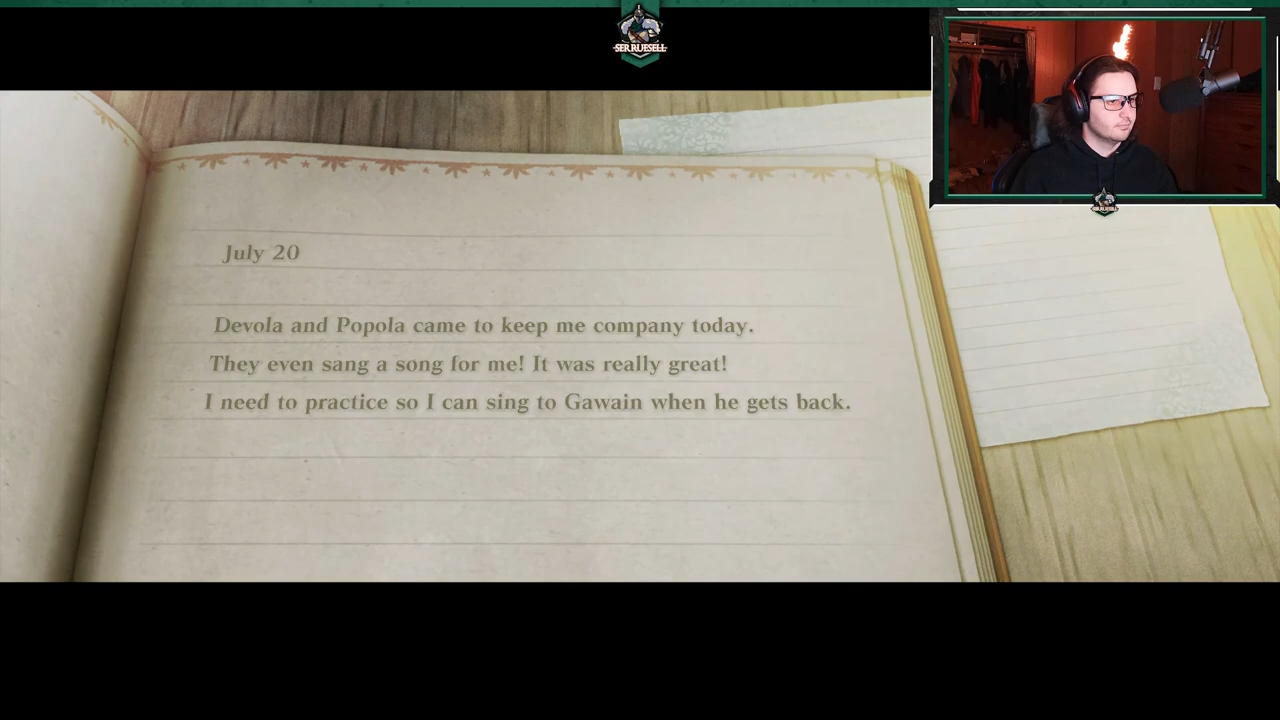 SER RUESELL
July 20
Devola and Popola came to keep me company today.
They even sang a song for me! It was really great!
I need to practice so I can sing to Gawain when he gets back.